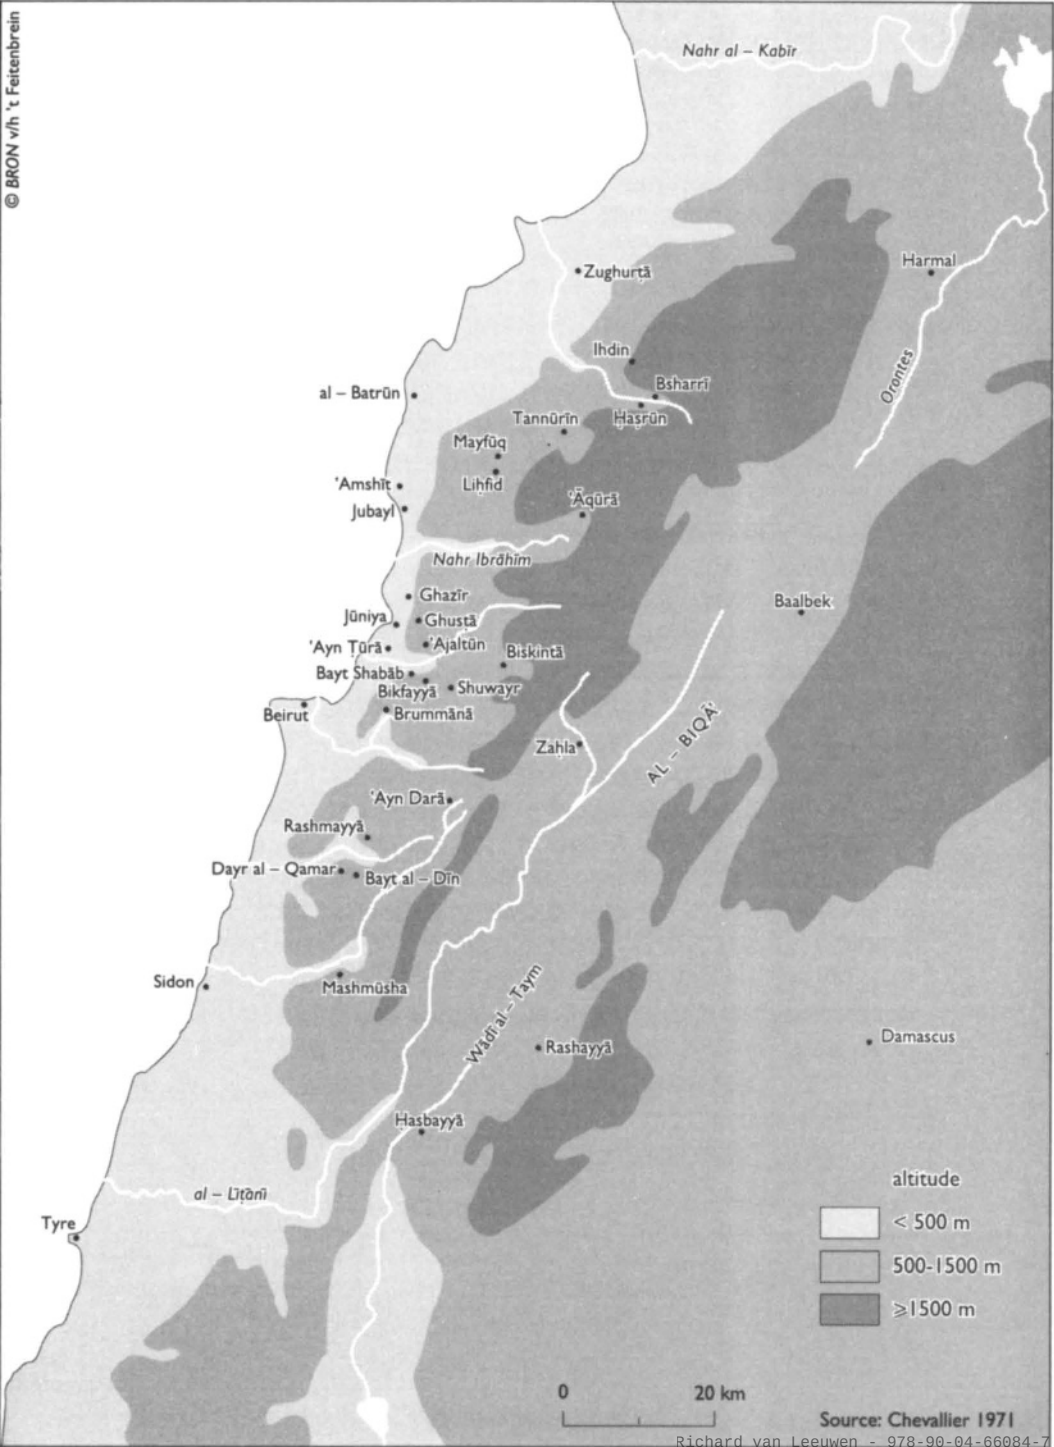 © BRON v/h 't Feitenbrein
Nahr al – Kabīr
Zughurtā
Harmal
Ihdin
Orontes
Bsharrī
al – Batrūn
Ḥaṣrūn
Tannūrīn
Mayfūq
Liḥfid
'Amshīt
'Āqūrā
Jubayl
Nahr Ibrāhīm
Ghazīr
Baalbek
Jūniya
Ghusṭā
'Ayn Ṭūrā
'Ajaltūn
Biskintā
Bayt Shabāb
Bikfayyā
Shuwayr
Beirut
Brummānā
AL – BIQĀ'
Zaḥla
'Ayn Darā
Rashmayyā
Dayr al – Qamar
Bayt al – Dīn
Sidon
Mashmūsha
Wādī al – Taym
Rashayyā
Damascus
Ḥasbayyā
al – Līṭānī
Tyre
altitude
< 500 m
500-1500 m
⩾1500 m
0 20 km
Source: Chevallier 1971
Richard van Leeuwen - 978-90-04-66084-7